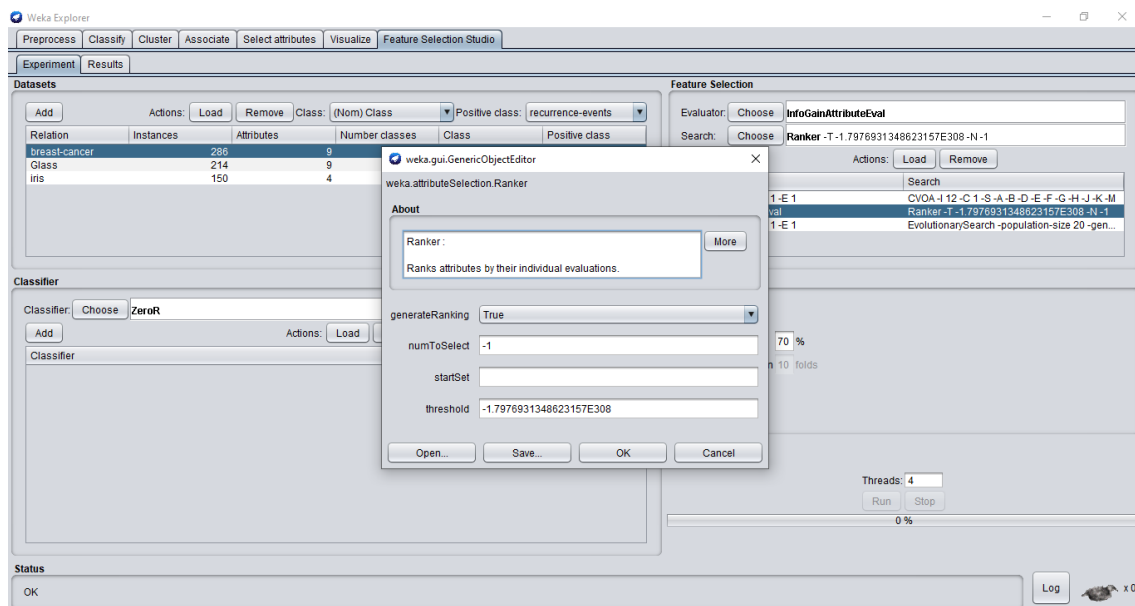 Weka Explorer
Preprocess Classify Cluster Associate Select attributes Visualize Feature Selection Studio
Experiment Results
Datasets
Add Actions: Load Remove Class: (Nom) Class Positive class: recurrence-events
Relation Instances Attributes Number classes Class Positive class
breast-cancer 286 9
Glass 214 9
iris 150 4
Feature Selection
Evaluator: Choose InfoGainAttributeEval
Search: Choose Ranker -T -1.7976931348623157E308 -N -1
Actions: Load Remove
Search
1 -E 1 CVOA -I 12 -C 1 -S -A -B -D -E -F -G -H -J -K -M
val Ranker -T -1.7976931348623157E308 -N -1
1 -E 1 EvolutionarySearch -population-size 20 -gen...
weka.gui.GenericObjectEditor
weka.attributeSelection.Ranker
About
Ranker :
More
Ranks attributes by their individual evaluations.
generateRanking True
numToSelect -1
startSet
threshold -1.7976931348623157E308
Open... Save... OK Cancel
Classifier
Classifier: Choose ZeroR
Add Actions: Load
Classifier
70 %
10 folds
Threads: 4
Run Stop
0 %
Status
OK
Log x 0